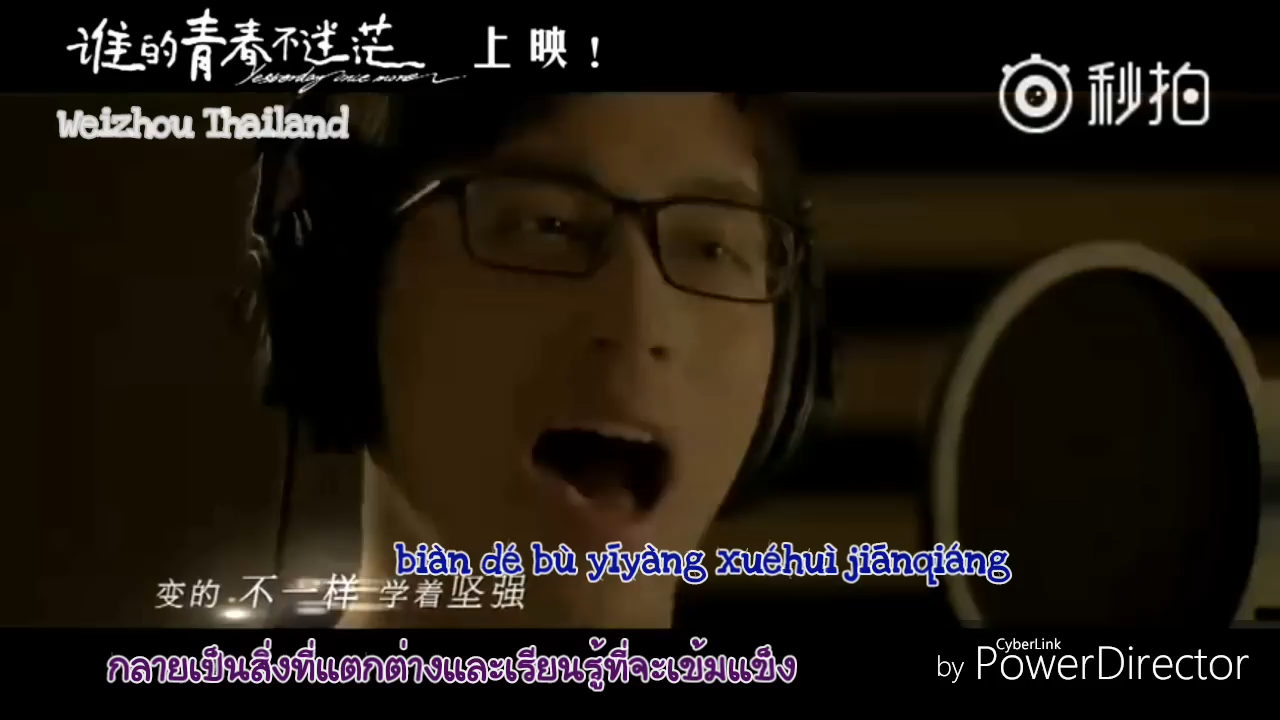 谁的青春不迷茫 上映！
Yesterday once more
秒拍
Weizhou Thailand
biàn dé bù yīyàng xuéhuì jiānqiáng
变的 不一样 学着坚强
กลายเป็นสิ่งที่แตกต่างและเรียนรู้ที่จะเข้มแข็ง
by CyberLink PowerDirector